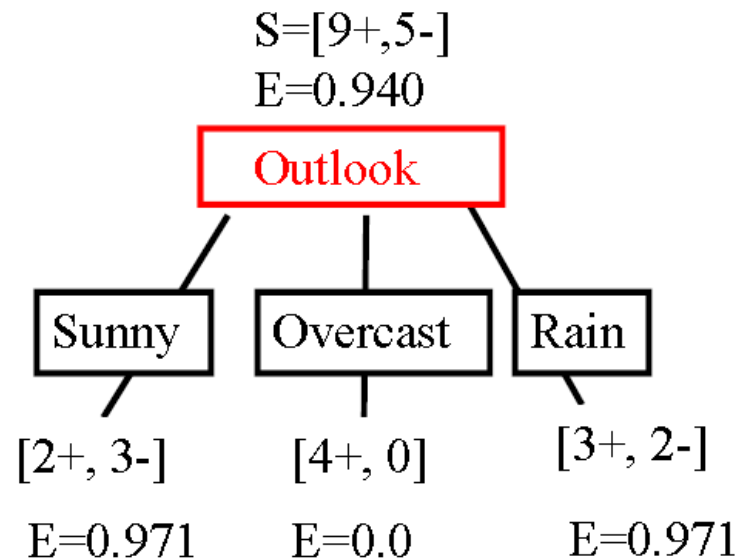 S=[9+,5-]
E=0.940
Outlook
Sunny
Overcast
Rain
[2+, 3-]
[4+, 0]
[3+, 2-]
E=0.971
E=0.0
E=0.971